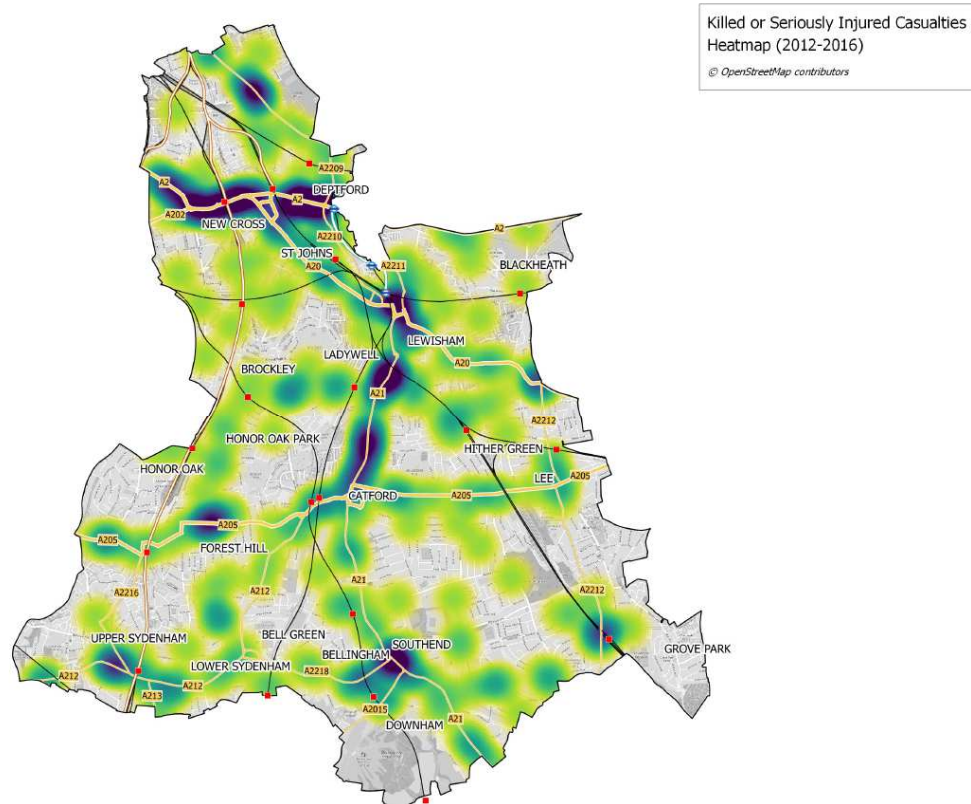 Killed or Seriously Injured Casualties
Heatmap (2012-2016)
© OpenStreetMap contributors
A2209
DEPTFORD
A2
A2
A202
NEW CROSS
A2
A2210
ST JOHNS
A20
A2211
BLACKHEATH
LEWISHAM
LADYWELL
A20
BROCKLEY
A21
A2212
HONOR OAK PARK
HITHER GREEN
HONOR OAK
LEE
A205
CATFORD
A205
A205
A205
FOREST HILL
A21
A2216
A212
A2212
UPPER SYDENHAM
BELL GREEN
SOUTHEND
GROVE PARK
BELLINGHAM
LOWER SYDENHAM
A212
A2218
A212
A213
A2015
A21
DOWNHAM